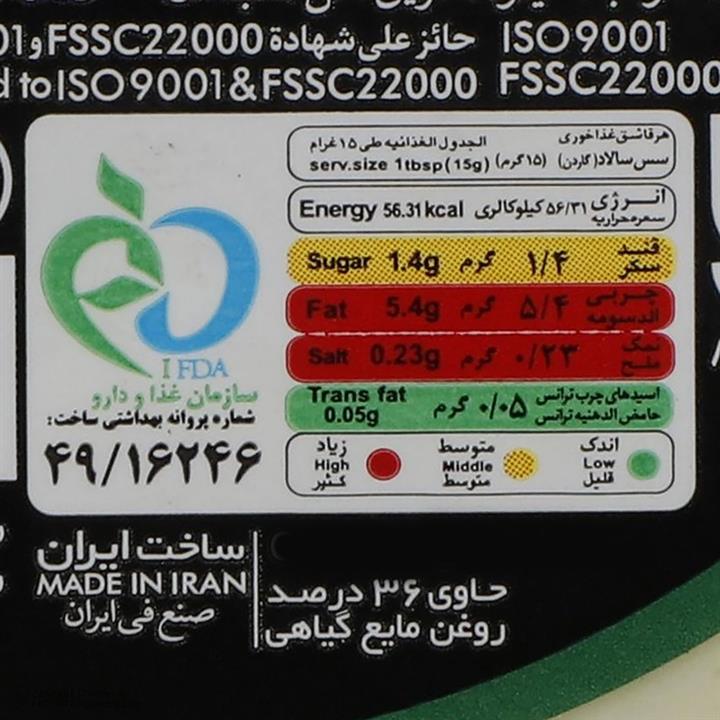 حائز علی شهادة FSSC22000 و
ISO 9001
to ISO 9001 & FSSC22000
FSSC22000
هر قاشق غذاخوری
الجدول الغذائیه طی ۱۵ غرام
سس سالاد (گاردن) (۱۵ گرم) serv.size 1tbsp (15g)
انرژی
سعره حراریه
۵۶/۳۱ کیلوکالری Energy 56.31 kcal
قند
سکر
۱/۴ گرم Sugar 1.4g
چربی
الدسومه
۵/۴ گرم Fat 5.4g
نمک
ملح
۰/۲۳ گرم Salt 0.23g
اسیدهای چرب ترانس
حامض الدهنیه ترانس
۰/۰۵ گرم
Trans fat
0.05g
اندک
Low
قلیل
متوسط
Middle
متوسط
زیاد
High
کثیر
I FDA
سازمان غذا و دارو
شماره پروانه بهداشتی ساخت:
۴۹/۱۶۲۴۶
ساخت ایران
MADE IN IRAN
صنع فی ایران
حاوی ۳۶ درصد
روغن مایع گیاهی